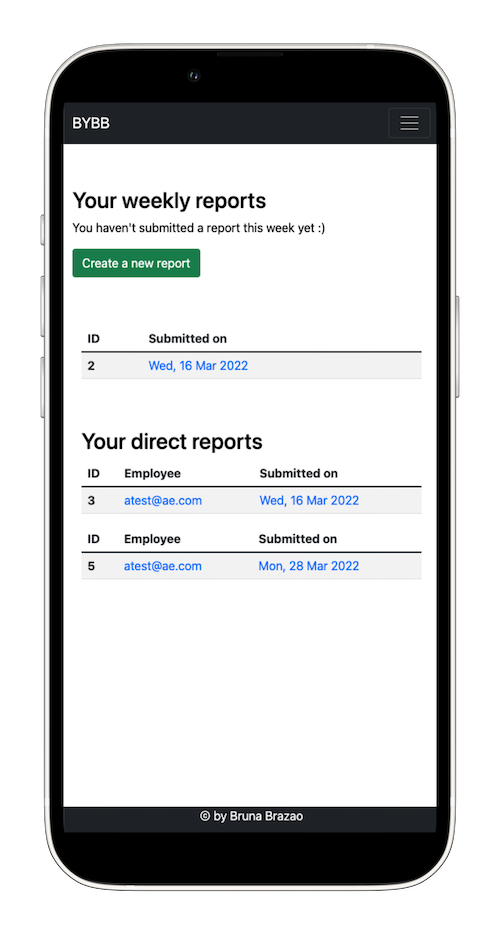 BYBB
Your weekly reports
You haven't submitted a report this week yet :)
Create a new report
ID Submitted on
2 Wed, 16 Mar 2022
Your direct reports
ID Employee Submitted on
3 atest@ae.com Wed, 16 Mar 2022
ID Employee Submitted on
5 atest@ae.com Mon, 28 Mar 2022
© by Bruna Brazao